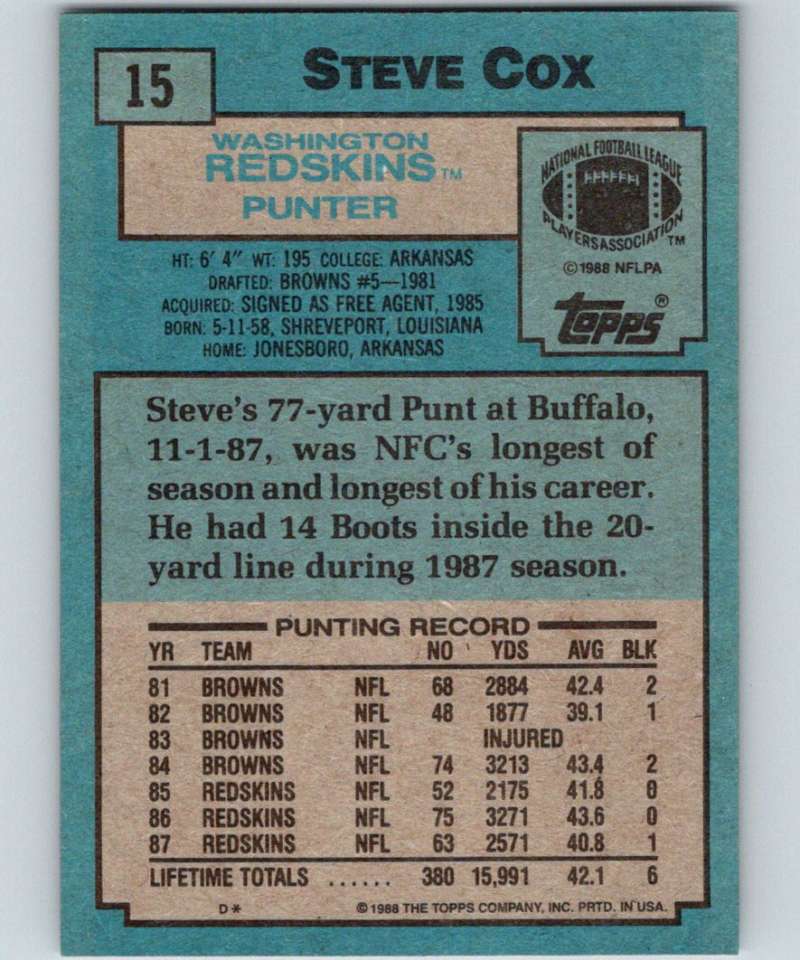 15
STEVE COX
WASHINGTON
REDSKINS TM
PUNTER
NATIONAL FOOTBALL LEAGUE
PLAYERS ASSOCIATION TM
©1988 NFLPA
Topps®
HT: 6' 4" WT: 195 COLLEGE: ARKANSAS
DRAFTED: BROWNS #5—1981
ACQUIRED: SIGNED AS FREE AGENT, 1985
BORN: 5-11-58, SHREVEPORT, LOUISIANA
HOME: JONESBORO, ARKANSAS
Steve's 77-yard Punt at Buffalo,
11-1-87, was NFC's longest of
season and longest of his career.
He had 14 Boots inside the 20-
yard line during 1987 season.
PUNTING RECORD
YR TEAM NO YDS AVG BLK
81 BROWNS NFL 68 2884 42.4 2
82 BROWNS NFL 48 1877 39.1 1
83 BROWNS NFL INJURED
84 BROWNS NFL 74 3213 43.4 2
85 REDSKINS NFL 52 2175 41.8 0
86 REDSKINS NFL 75 3271 43.6 0
87 REDSKINS NFL 63 2571 40.8 1
LIFETIME TOTALS ...... 380 15,991 42.1 6
D* ©1988 THE TOPPS COMPANY, INC. PRTD. IN USA.